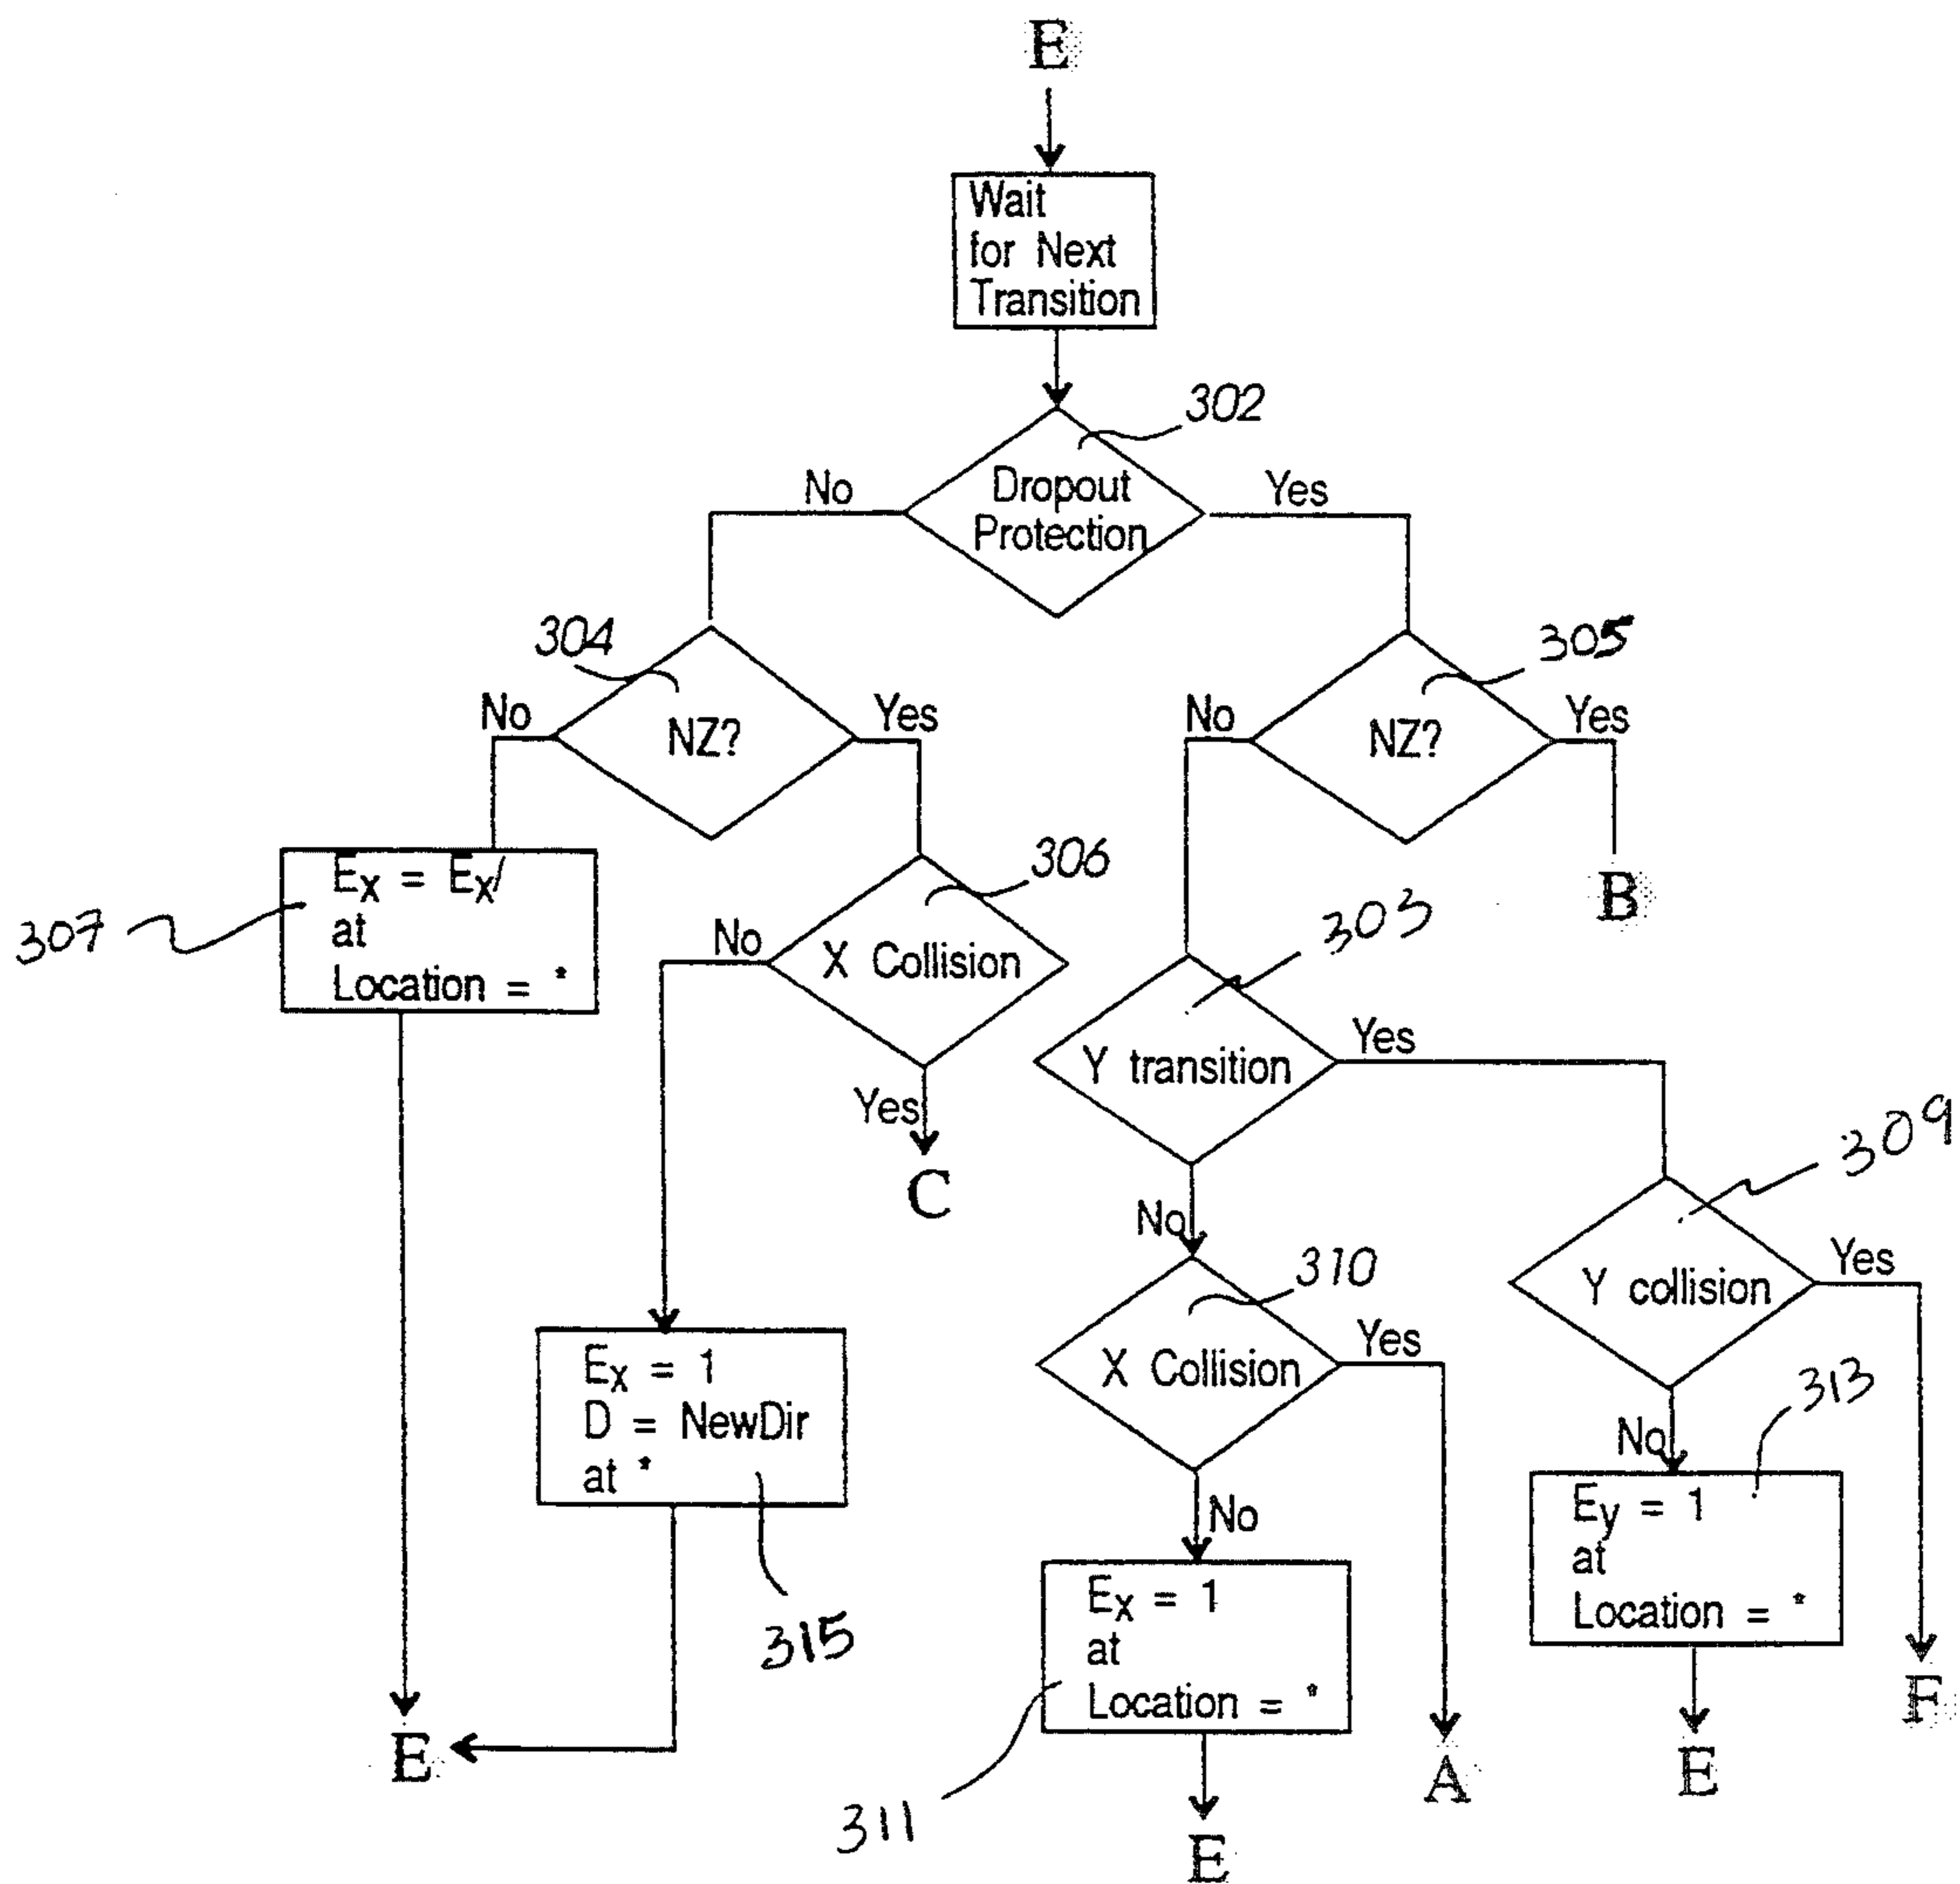 E
Wait
for Next
Transition
302
Dropout
Protection
No
Yes
304
NZ?
No
Yes
305
NZ?
No
Yes
B
307
Ex = Ex/
at
Location = *
306
X Collision
No
Yes
C
303
Y transition
Yes
No
309
Y collision
Yes
No
310
X Collision
Yes
No
Ex = 1
D = NewDir
at *
315
313
Ey = 1
at
Location = *
311
Ex = 1
at
Location = *
E
A
F
E
E